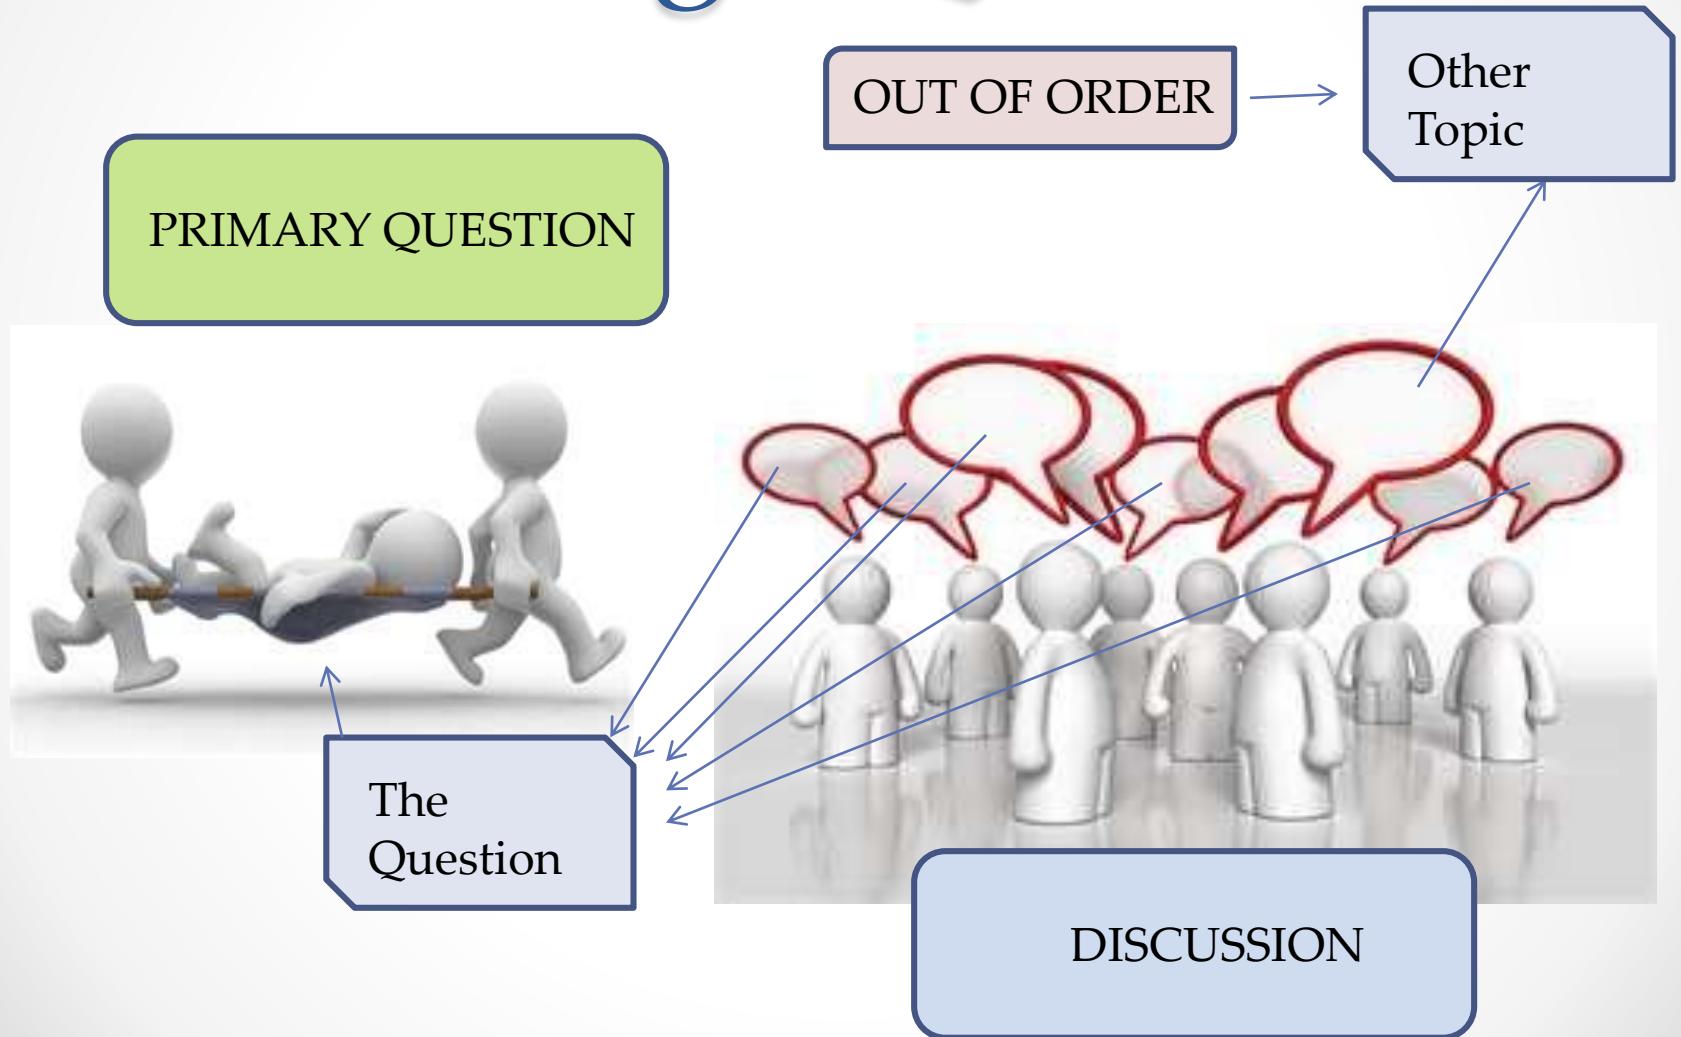 OUT OF ORDER
Other
Topic
PRIMARY QUESTION
The
Question
DISCUSSION